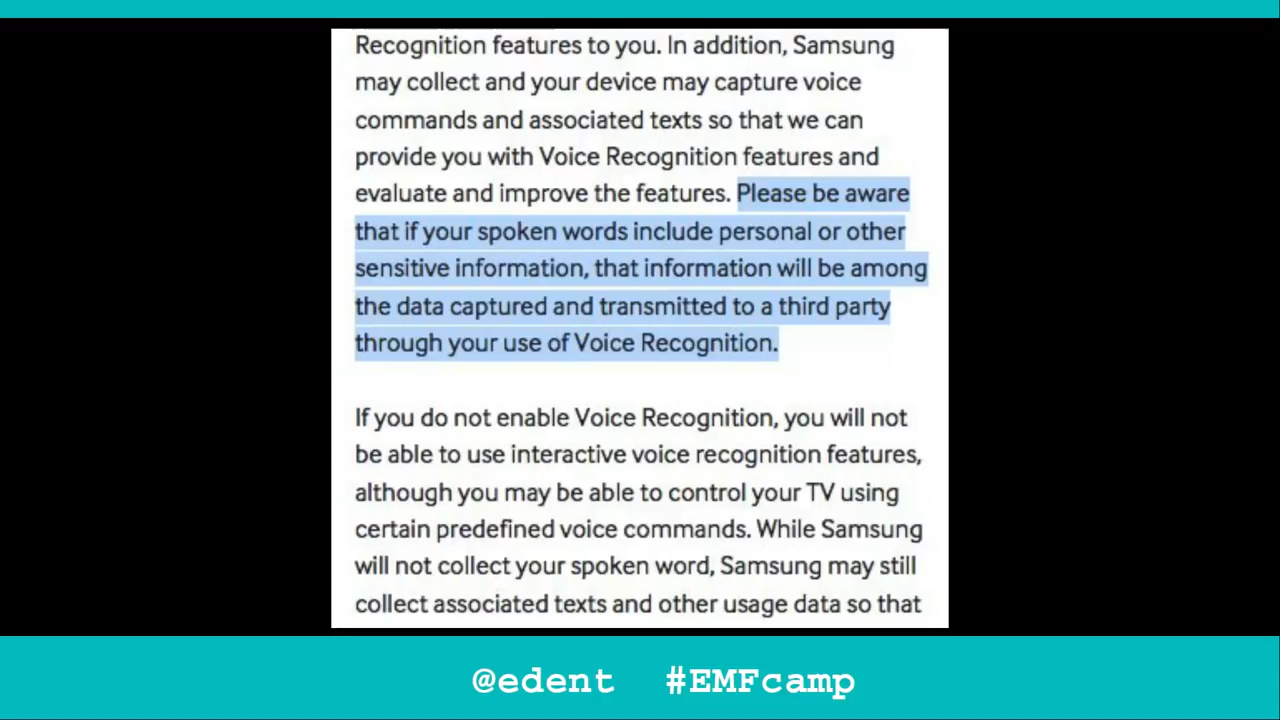 Recognition features to you. In addition, Samsung
may collect and your device may capture voice
commands and associated texts so that we can
provide you with Voice Recognition features and
evaluate and improve the features. Please be aware
that if your spoken words include personal or other
sensitive information, that information will be among
the data captured and transmitted to a third party
through your use of Voice Recognition.
If you do not enable Voice Recognition, you will not
be able to use interactive voice recognition features,
although you may be able to control your TV using
certain predefined voice commands. While Samsung
will not collect your spoken word, Samsung may still
collect associated texts and other usage data so that
@edent #EMFcamp